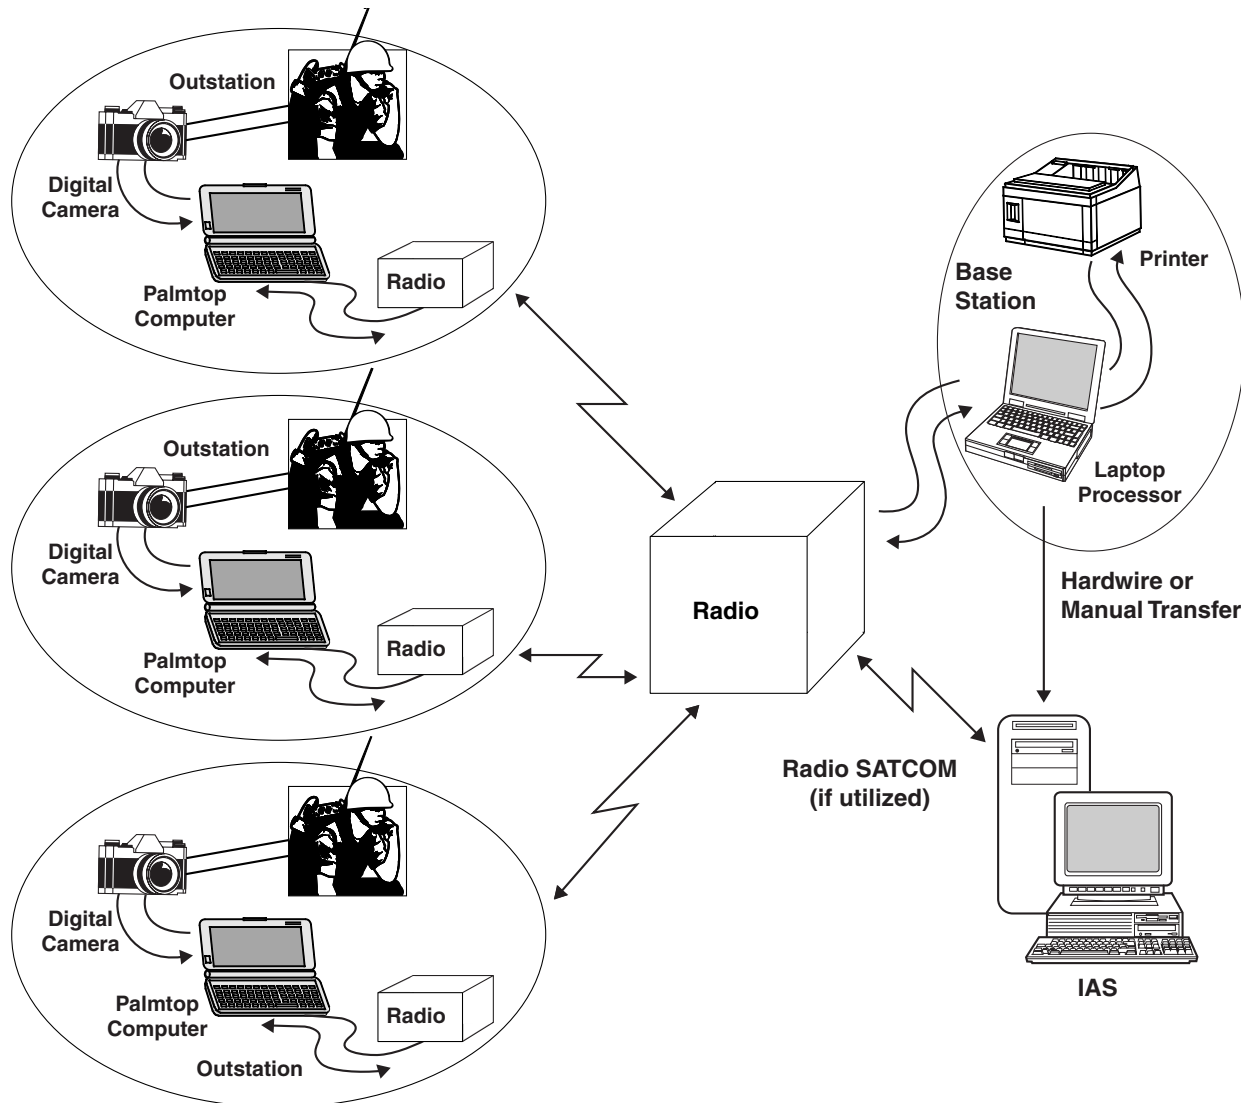 Outstation
Digital
Camera
Palmtop
Computer
Radio
Outstation
Digital
Camera
Palmtop
Computer
Radio
Digital
Camera
Palmtop
Computer
Radio
Outstation
Radio
Base
Station
Printer
Laptop
Processor
Hardwire or
Manual Transfer
Radio SATCOM
(if utilized)
IAS